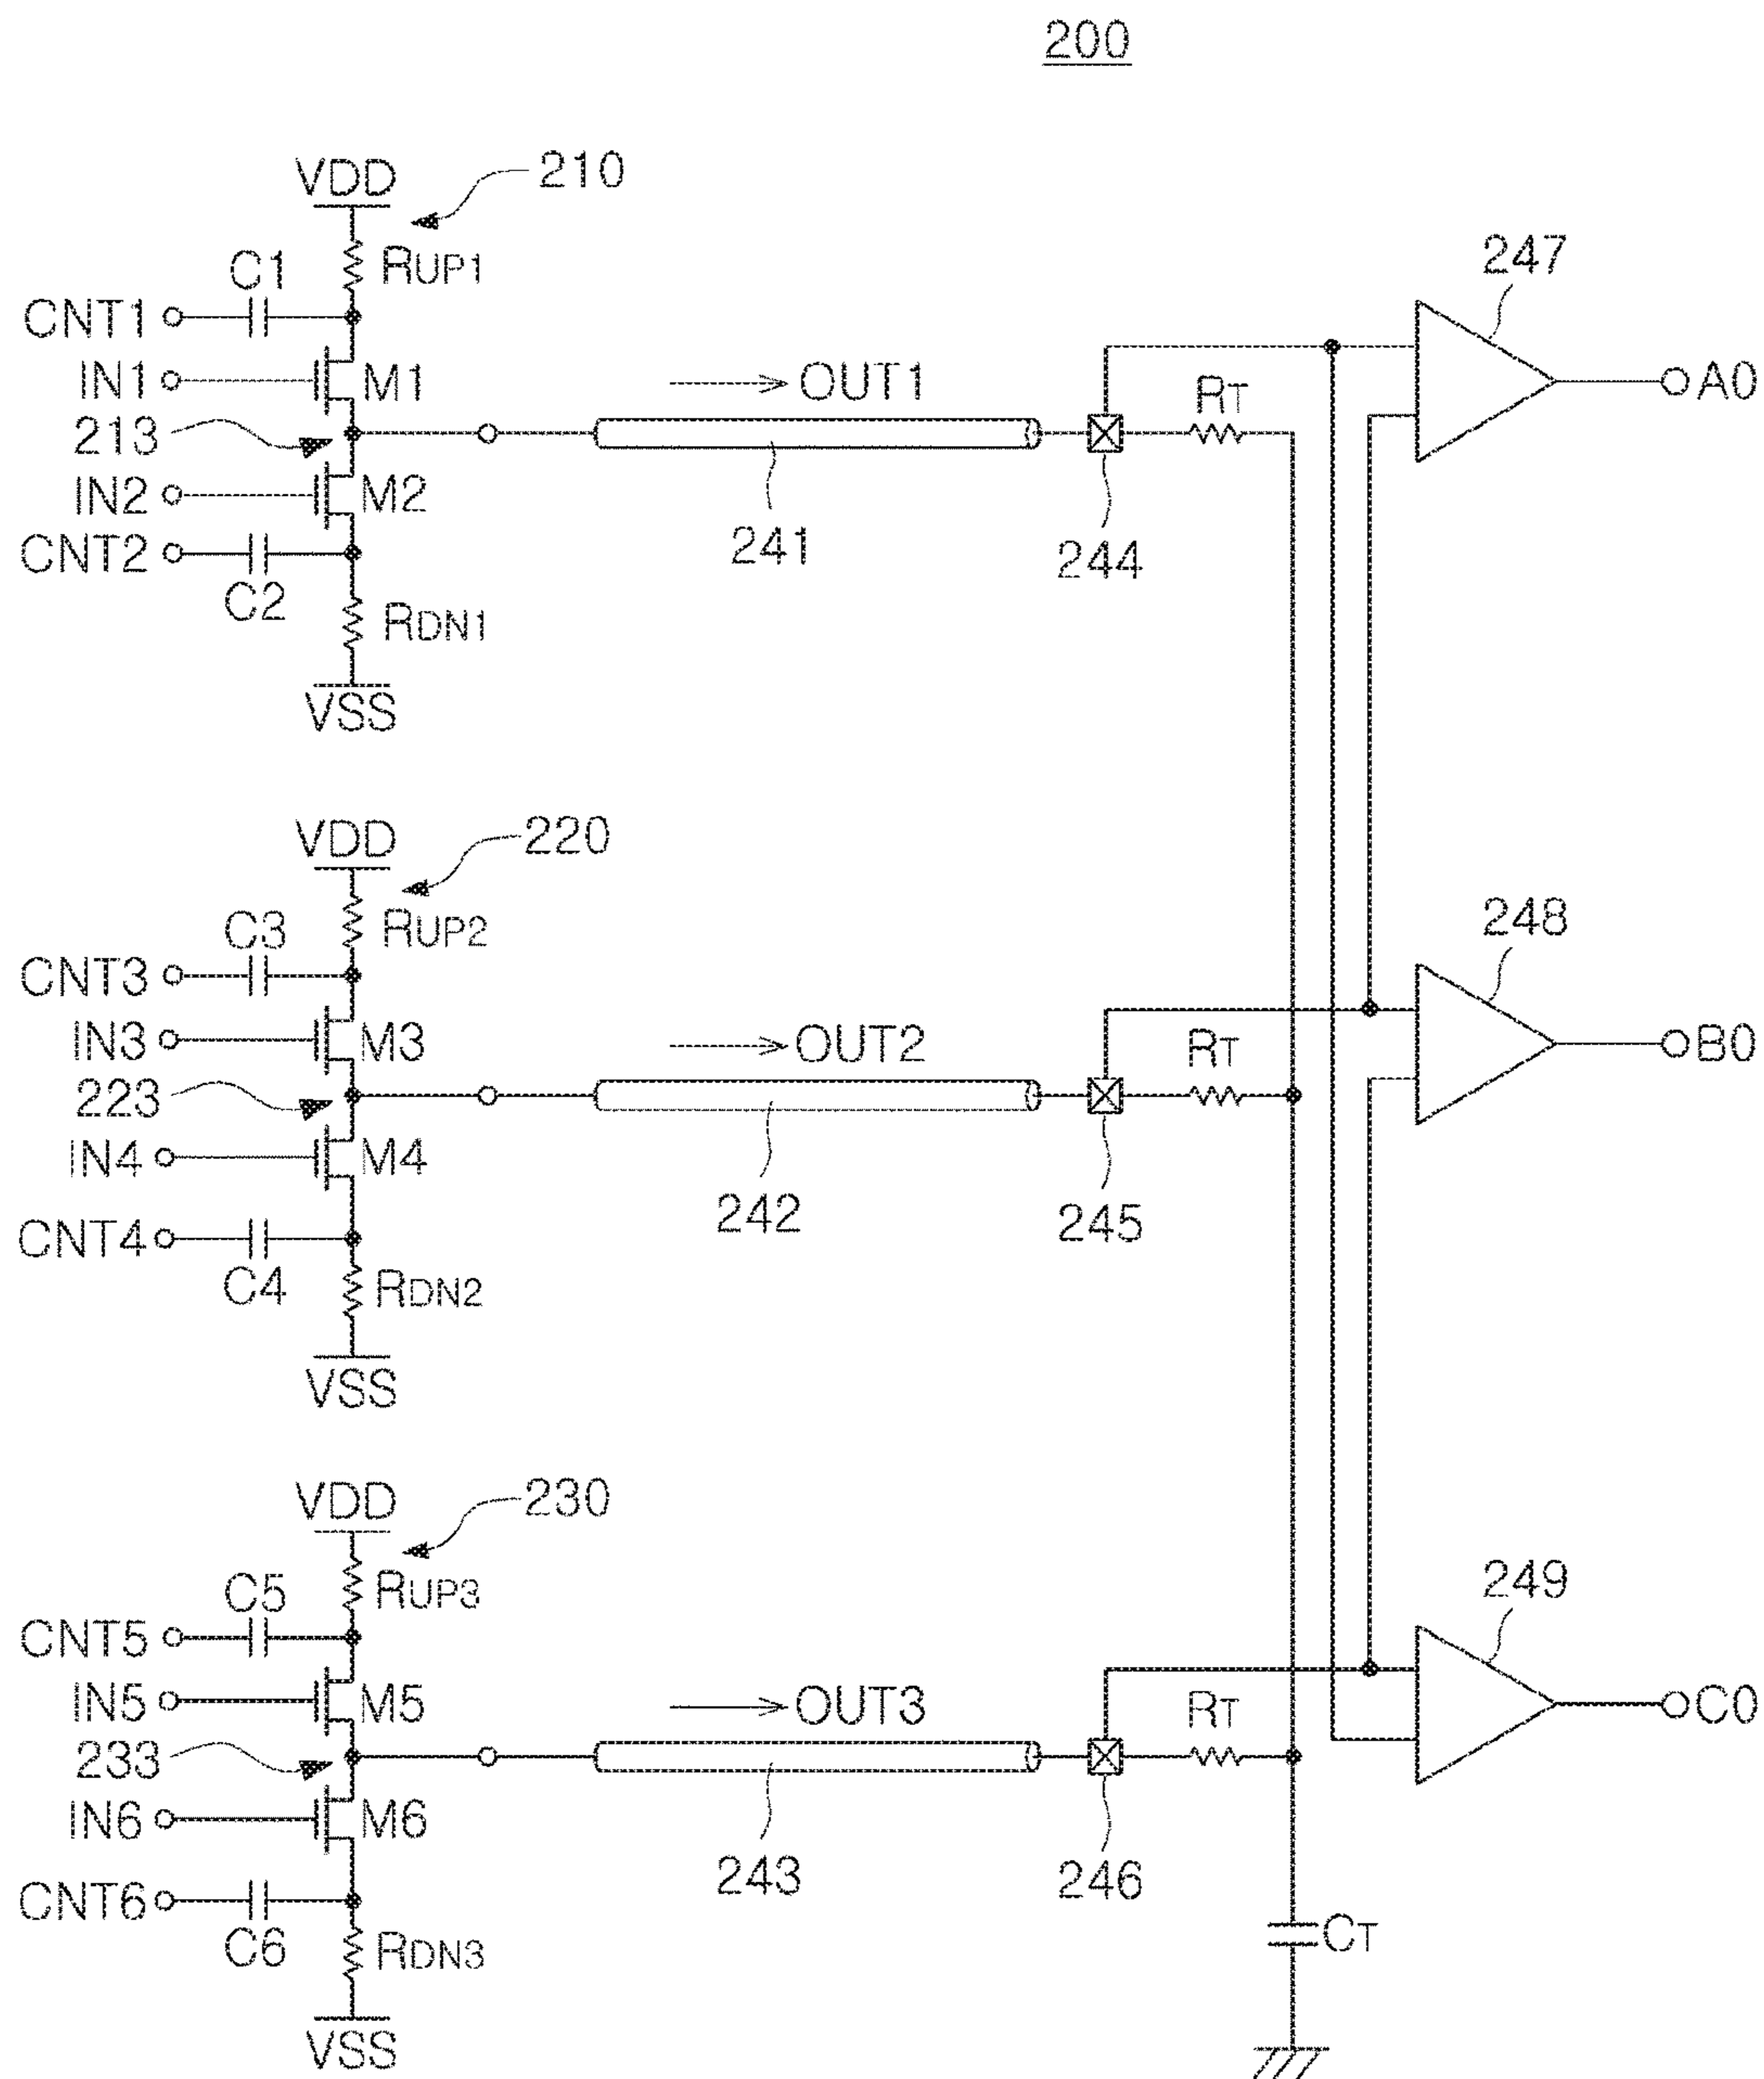 200
VDD
210
C1
RUP1
247
CNT1
IN1
M1
OUT1
RT
A0
213
IN2
M2
CNT2
241
244
C2
RDN1
VSS
VDD
220
C3
RUP2
248
CNT3
IN3
M3
OUT2
RT
B0
223
IN4
M4
242
245
CNT4
C4
RDN2
VSS
VDD
230
C5
RUP3
249
CNT5
IN5
M5
OUT3
RT
C0
233
IN6
M6
243
246
CNT6
C6
RDN3
CT
VSS